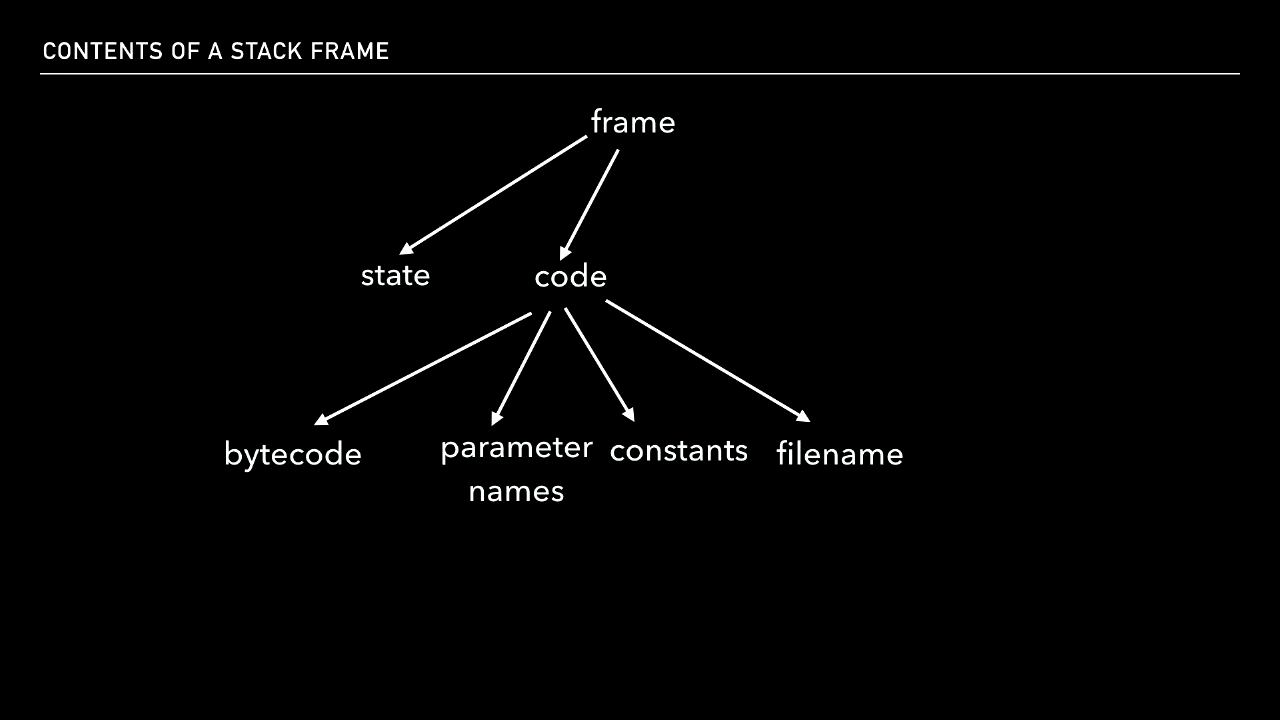 CONTENTS OF A STACK FRAME
frame
state
code
bytecode
parameter
names
constants
filename